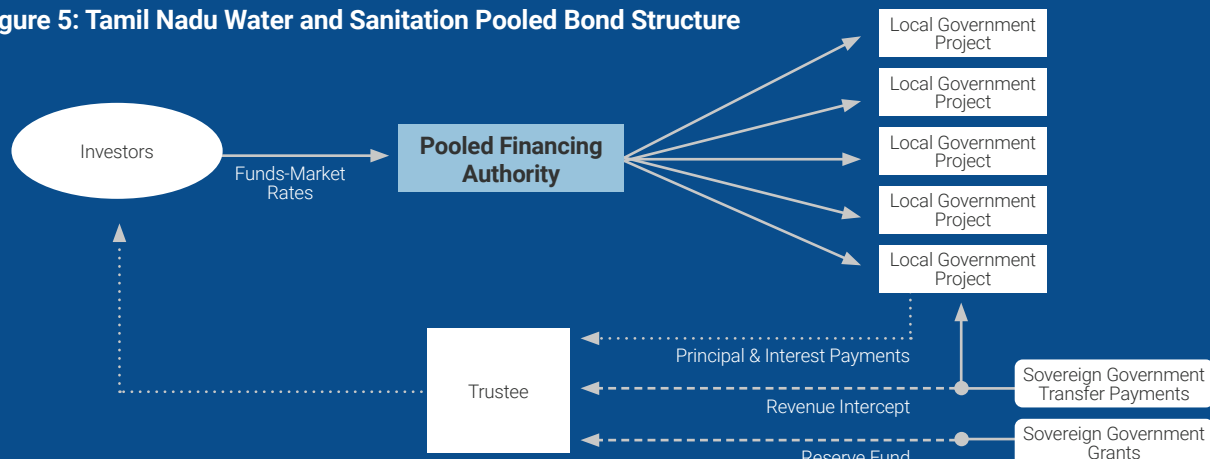 gure 5: Tamil Nadu Water and Sanitation Pooled Bond Structure
Local Government
Project
Local Government
Project
Local Government
Project
Local Government
Project
Local Government
Project
Investors
Funds-Market
Rates
Pooled Financing
Authority
Principal & Interest Payments
Trustee
Revenue Intercept
Sovereign Government
Transfer Payments
Reserve Fund
Sovereign Government
Grants